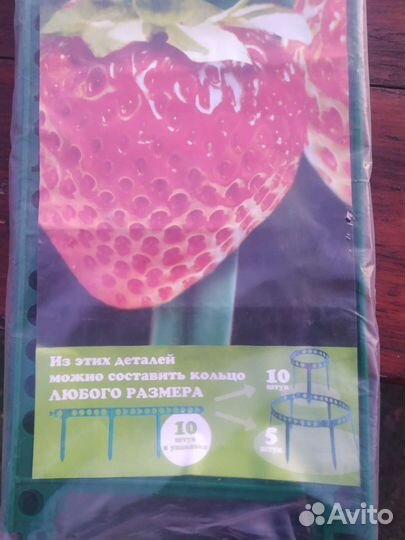 Из этих деталей
можно составить кольцо
ЛЮБОГО РАЗМЕРА
10
штук
в упаковке
10
штук
5
штук
Avito